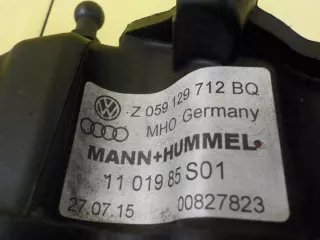 Z 059 129 712 BQ
MHO Germany
MANN+HUMMEL
11 019 85 S01
27.07.15 00827823